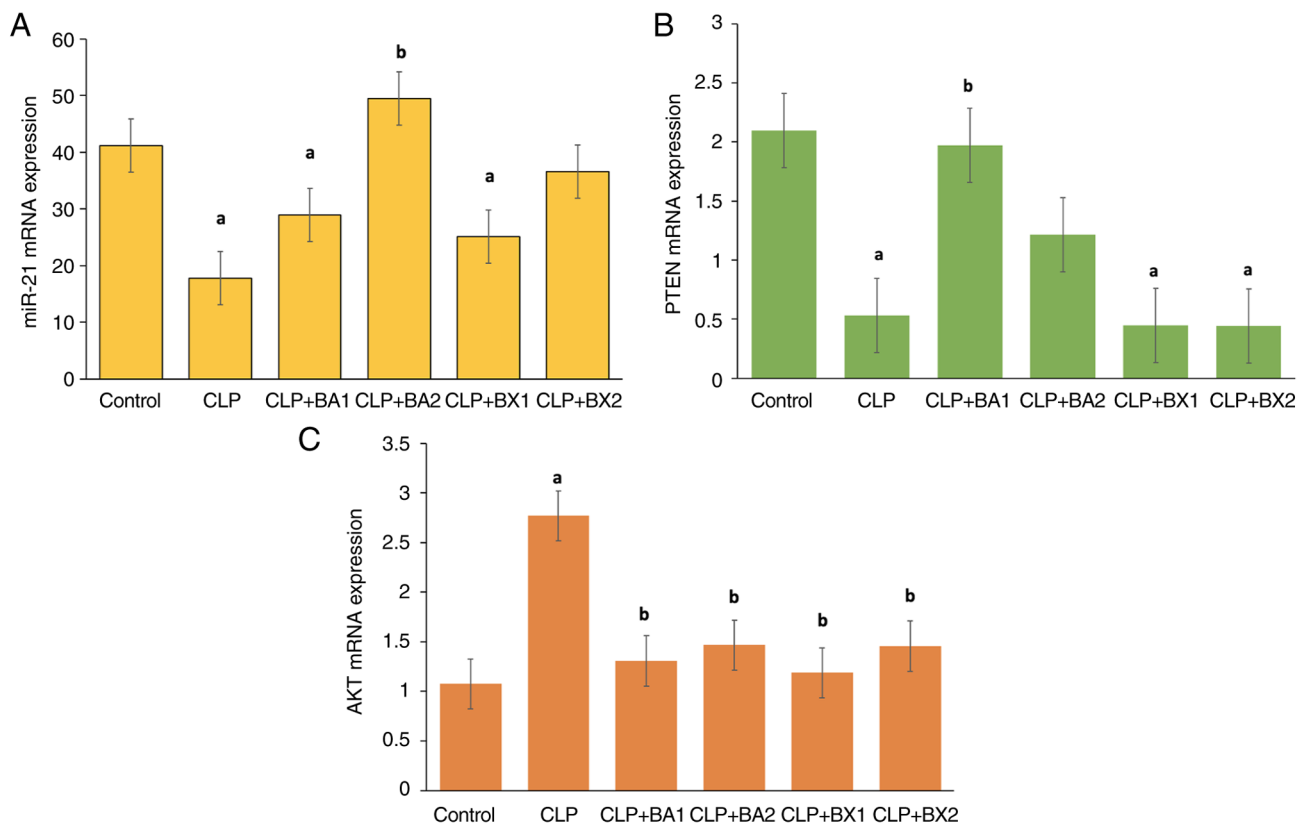 A
miR-21 mRNA expression
60
50
40
30
20
10
0
a
a
b
a
Control CLP CLP+BA1 CLP+BA2 CLP+BX1 CLP+BX2
B
PTEN mRNA expression
3
2.5
2
1.5
1
0.5
0
a
b
a
a
Control CLP CLP+BA1 CLP+BA2 CLP+BX1 CLP+BX2
C
AKT mRNA expression
3.5
3
2.5
2
1.5
1
0.5
0
a
b
b
b
b
Control CLP CLP+BA1 CLP+BA2 CLP+BX1 CLP+BX2